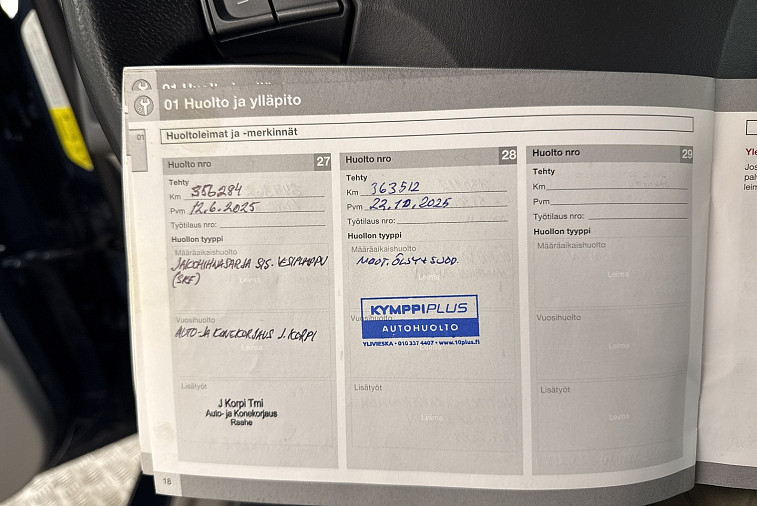 01 Huolto ja ylläpito
01
Huoltoleimat ja -merkinnät
Huolto nro 27
Tehty
Km 356294
Pvm 12.6.2025
Työtilaus nro:
Huollon tyyppi
Määräaikaishuolto
JAKOHIHNASARJA SIS. VESIPUMPPU
(SKF)
Leima
Vuosihuolto
AUTO-JA KONEKORJAUS J. KORPI
Leima
Lisätyöt
J Korpi Tmi
Auto- ja Konekorjaus
Raahe
Huolto nro 28
Tehty
Km 363512
Pvm 22.10.2025
Työtilaus nro:
Huollon tyyppi
Määräaikaishuolto
MOOT. ÖLJY+SUOD.
Leima
Vuosihuolto
KYMPPIPLUS
AUTOHUOLTO
YLIVIESKA • 010 337 4407 • www.10plus.fi
Lisätyöt
Leima
Huolto nro 29
Tehty
Km
Pvm
Työtilaus nro:
Huollon tyyppi
Määräaikaishuolto
Leima
Vuosihuolto
Leima
Lisätyöt
Leima
18